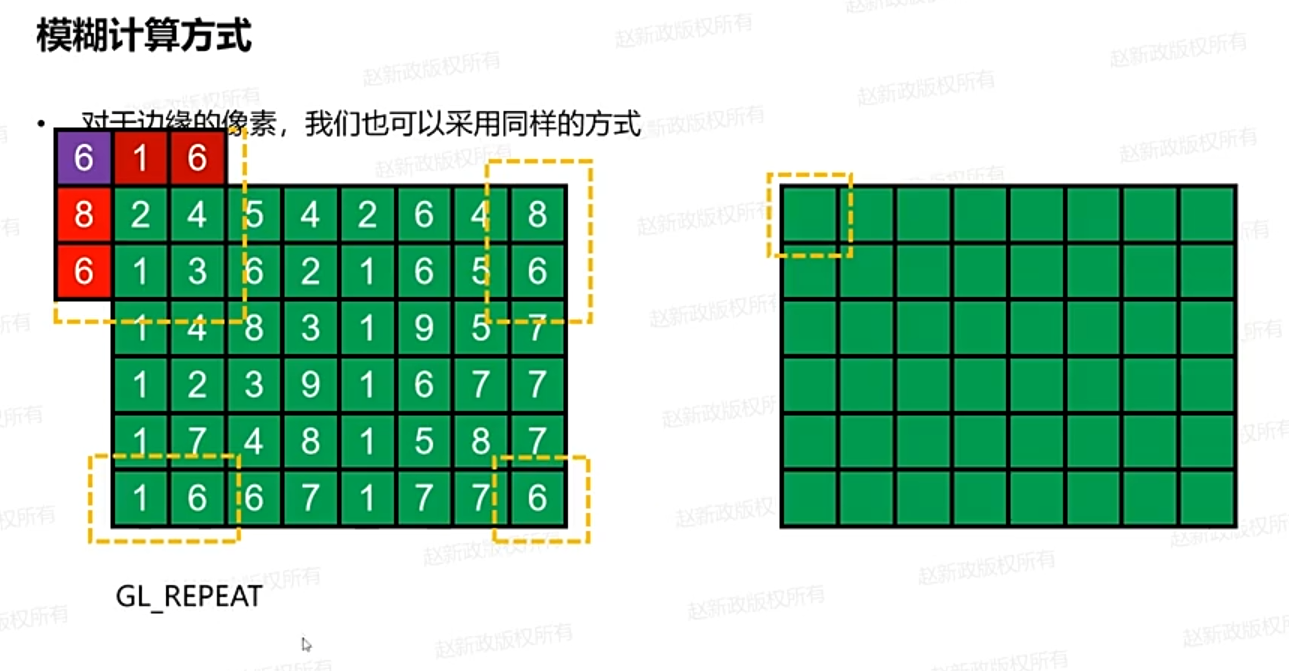 模糊计算方式
• 对于边缘的像素，我们也可以采用同样的方式
6 1 6
8 2 4 5 4 2 6 4 8
6 1 3 6 2 1 6 5 6
1 4 8 3 1 9 5 7
1 2 3 9 1 6 7 7
1 7 4 8 1 5 8 7
1 6 6 7 1 7 7 6
GL_REPEAT
赵新政版权所有